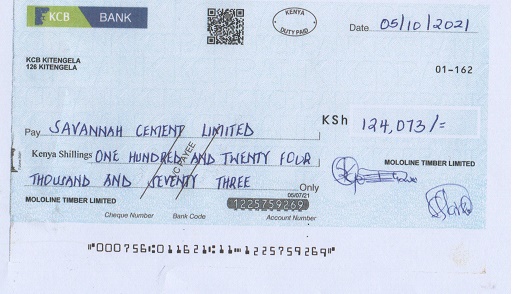 KCB BANK
KENYA
DUTY PAID
Date 05/10/2021
KCB KITENGELA
126 KITENGELA
01-162
Pay SAVANNAH CEMENT LIMITED
KSh 124,073/=
Kenya Shillings ONE HUNDRED AND TWENTY FOUR
THOUSAND AND SEVENTY THREE Only
A/C PAYEE
MOLOLINE TIMBER LIMITED
05/07/21
MOLOLINE TIMBER LIMITED
1225759269
Cheque Number Bank Code Account Number
"000756:011621:11=1225759269"